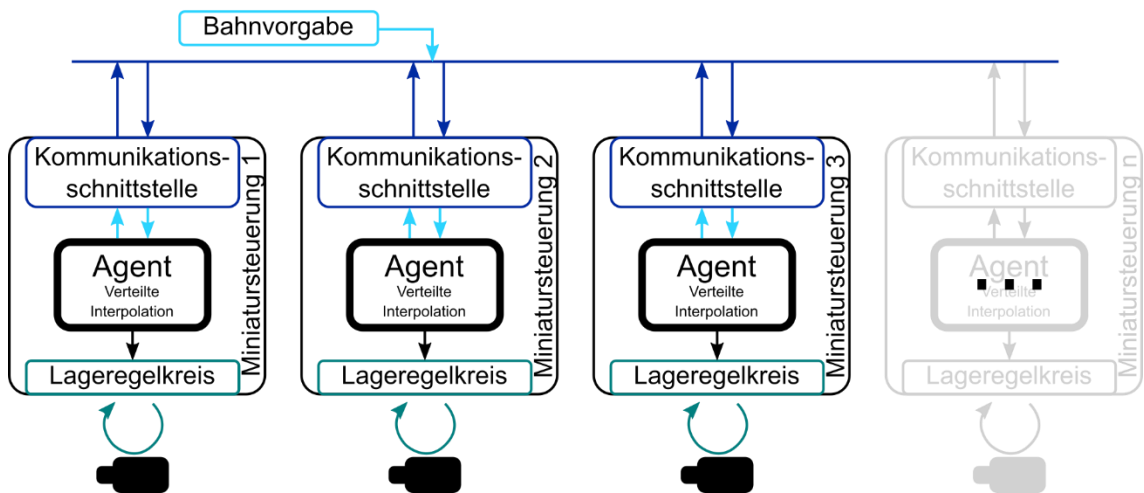 Bahnvorgabe
Kommunikations-
schnittstelle
Agent
Verteilte
Interpolation
Lageregelkreis
Miniatursteuerung 1
Kommunikations-
schnittstelle
Agent
Verteilte
Interpolation
Lageregelkreis
Miniatursteuerung 2
Kommunikations-
schnittstelle
Agent
Verteilte
Interpolation
Lageregelkreis
Miniatursteuerung 3
Kommunikations-
schnittstelle
Agent
...
Verteilte
Interpolation
Lageregelkreis
Miniatursteuerung n